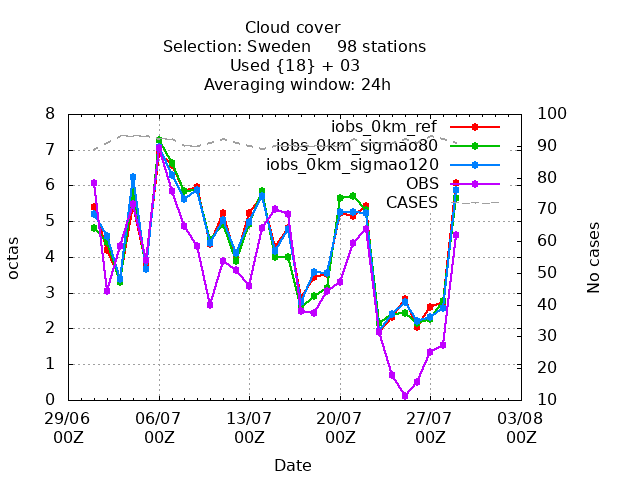 Cloud cover
Selection: Sweden 98 stations
Used {18} + 03
Averaging window: 24h
iobs_0km_ref
iobs_0km_sigmao80
iobs_0km_sigmao120
OBS
CASES
8
7
6
5
4
3
2
1
0
octas
100
90
80
70
60
50
40
30
20
10
No cases
29/06 06/07 13/07 20/07 27/07 03/08
00Z 00Z 00Z 00Z 00Z 00Z
Date